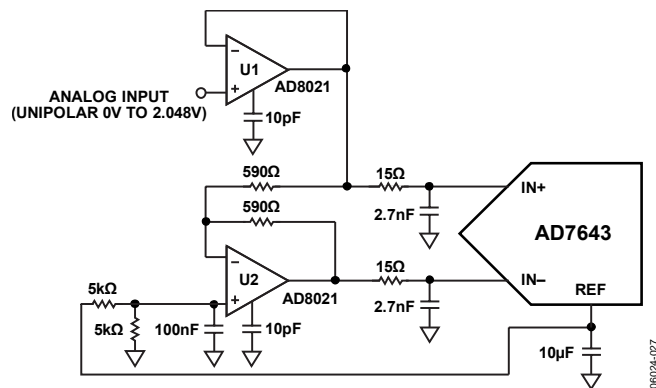 U1
AD8021
ANALOG INPUT
(UNIPOLAR 0V TO 2.048V)
10pF
590Ω
15Ω
IN+
590Ω
2.7nF
AD7643
15Ω
IN–
U2
AD8021
REF
5kΩ
2.7nF
5kΩ
100nF
10pF
10µF
06024-027